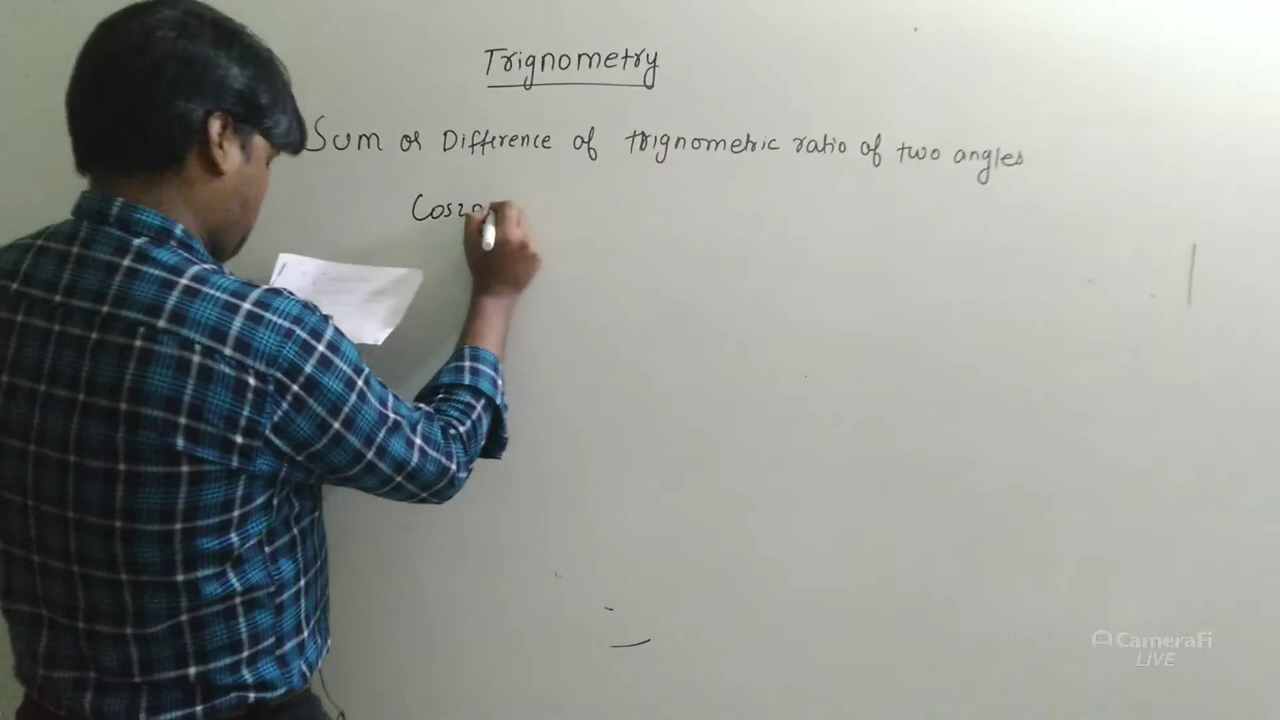 Trignometry
Sum or Difference of trignometric ratio of two angles
CameraFi
LIVE